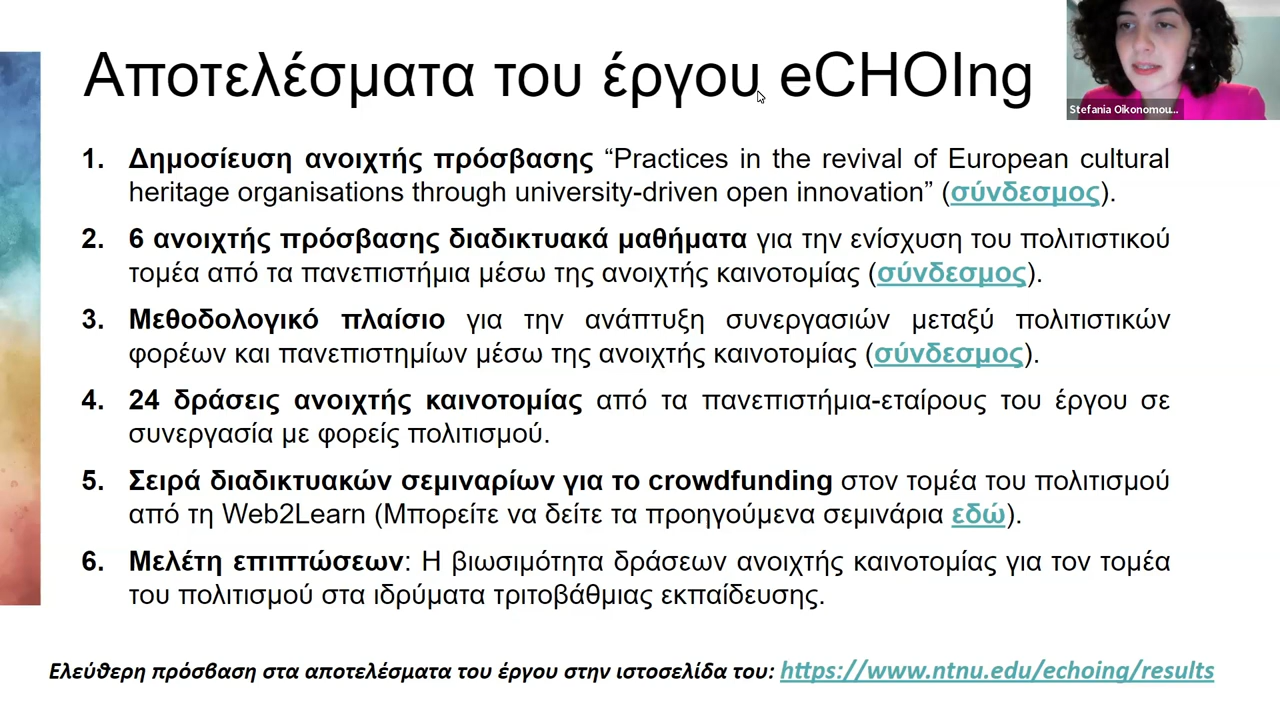 Αποτελέσματα του έργου eCHOIng
Stefania Oikonomou...
1. Δημοσίευση ανοιχτής πρόσβασης “Practices in the revival of European cultural
heritage organisations through university-driven open innovation” (σύνδεσμος).
2. 6 ανοιχτής πρόσβασης διαδικτυακά μαθήματα για την ενίσχυση του πολιτιστικού
τομέα από τα πανεπιστήμια μέσω της ανοιχτής καινοτομίας (σύνδεσμος).
3. Μεθοδολογικό πλαίσιο για την ανάπτυξη συνεργασιών μεταξύ πολιτιστικών
φορέων και πανεπιστημίων μέσω της ανοιχτής καινοτομίας (σύνδεσμος).
4. 24 δράσεις ανοιχτής καινοτομίας από τα πανεπιστήμια-εταίρους του έργου σε
συνεργασία με φορείς πολιτισμού.
5. Σειρά διαδικτυακών σεμιναρίων για το crowdfunding στον τομέα του πολιτισμού
από τη Web2Learn (Μπορείτε να δείτε τα προηγούμενα σεμινάρια εδώ).
6. Μελέτη επιπτώσεων: Η βιωσιμότητα δράσεων ανοιχτής καινοτομίας για τον τομέα
του πολιτισμού στα ιδρύματα τριτοβάθμιας εκπαίδευσης.
Ελεύθερη πρόσβαση στα αποτελέσματα του έργου στην ιστοσελίδα του: https://www.ntnu.edu/echoing/results